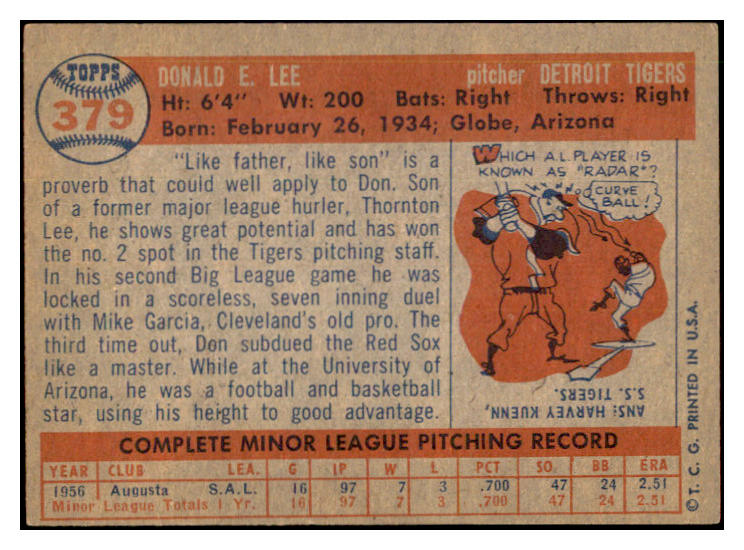 TOPPS
379
DONALD E. LEE pitcher DETROIT TIGERS
Ht: 6'4" Wt: 200 Bats: Right Throws: Right
Born: February 26, 1934; Globe, Arizona
"Like father, like son" is a
proverb that could well apply to Don. Son
of a former major league hurler, Thornton
Lee, he shows great potential and has won
the no. 2 spot in the Tigers pitching staff.
In his second Big League game he was
locked in a scoreless, seven inning duel
with Mike Garcia, Cleveland's old pro. The
third time out, Don subdued the Red Sox
like a master. While at the University of
Arizona, he was a football and basketball
star, using his height to good advantage.
WHICH A.L. PLAYER IS
KNOWN AS "RADAR"?
CURVE
BALL!
ANS: HARVEY KUENN,
S.S. TIGERS.
COMPLETE MINOR LEAGUE PITCHING RECORD
YEAR CLUB LEA. G IP W L PCT. SO. BB ERA
1956 Augusta S.A.L. 16 97 7 3 .700 47 24 2.51
Minor League Totals 1 Yr. 16 97 7 3 .700 47 24 2.51
© T. C. G. PRINTED IN U.S.A.